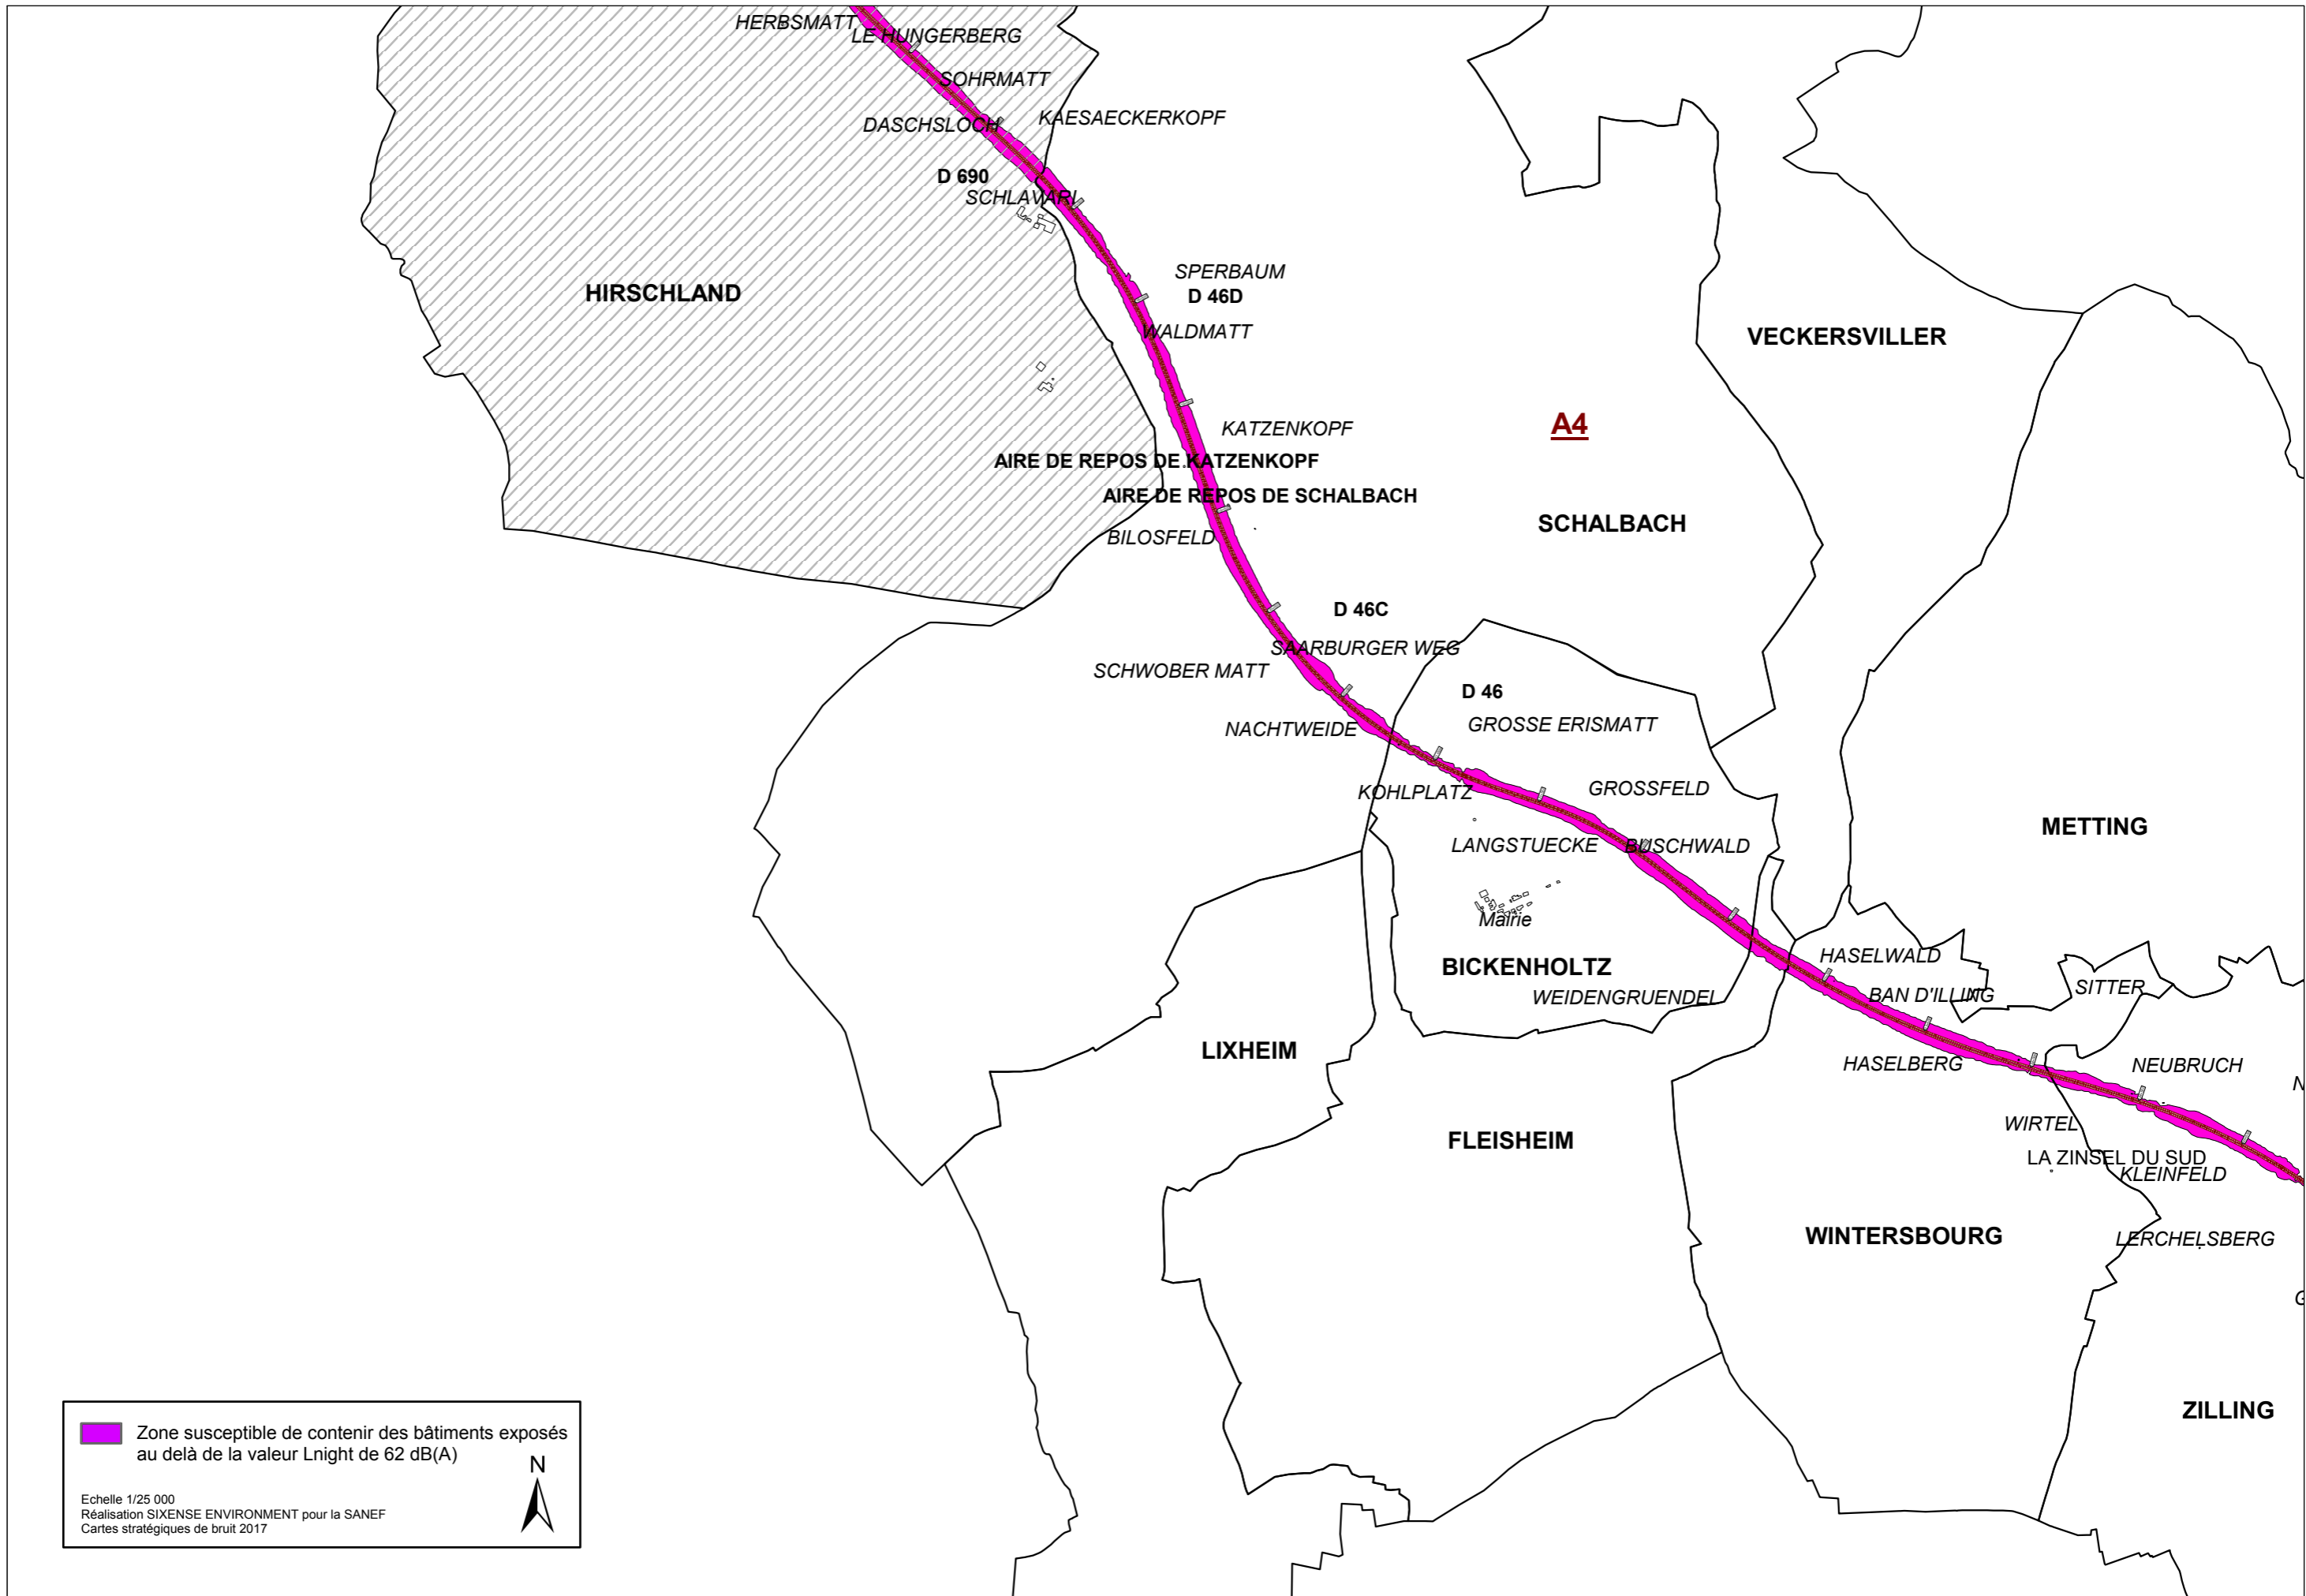 HERBSMATT
LE HUNGERBERG
SOHRMATT
KAESAECKERKOPF
DASCHSLOCH
D 690
SCHLAVARI
SPERBAUM
HIRSCHLAND
D 46D
WALDMATT
VECKERSVILLER
A4
KATZENKOPF
AIRE DE REPOS DE KATZENKOPF
AIRE DE REPOS DE SCHALBACH
SCHALBACH
BILOSFELD
D 46C
SAARBURGER WEG
SCHWOBER MATT
D 46
GROSSE ERISMATT
NACHTWEIDE
GROSSFELD
KOHLPLATZ
METTING
LANGSTUECKE
BUSCHWALD
Mairie
HASELWALD
BICKENHOLTZ
SITTER
WEIDENGRUENDEL
BAN D'ILLING
LIXHEIM
HASELBERG
NEUBRUCH
N
WIRTEL
FLEISHEIM
LA ZINSEL DU SUD
KLEINFELD
WINTERSBOURG
LERCHELSBERG
G
ZILLING
Zone susceptible de contenir des bâtiments exposés
au delà de la valeur Lnight de 62 dB(A)
N
Echelle 1/25 000
Réalisation SIXENSE ENVIRONMENT pour la SANEF
Cartes stratégiques de bruit 2017